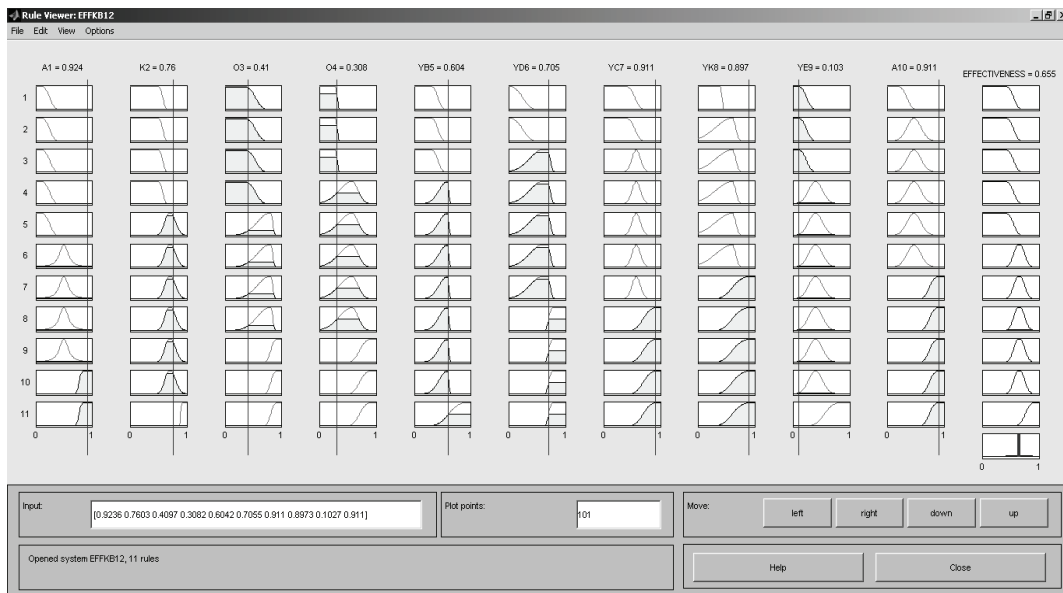 Rule Viewer: EFFKB12
File Edit View Options
A1 = 0.924 K2 = 0.76 O3 = 0.41 O4 = 0.308 YB5 = 0.604 YD6 = 0.705 YC7 = 0.911 YK8 = 0.897 YE9 = 0.103 A10 = 0.911 EFFECTIVENESS = 0.655
1
2
3
4
5
6
7
8
9
10
11
0 1 0 1 0 1 0 1 0 1 0 1 0 1 0 1 0 1 0 1
0 1
Input: [0.9236 0.7603 0.4097 0.3082 0.6042 0.7055 0.911 0.8973 0.1027 0.911] Plot points: 101 Move: left right down up
Opened system EFFKB12, 11 rules Help Close